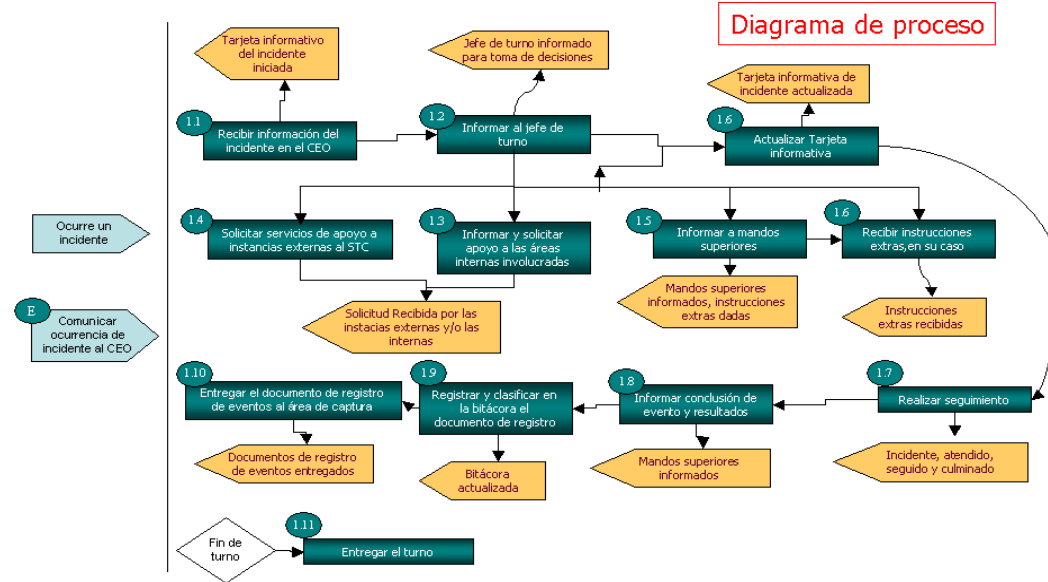 Diagrama de proceso
Tarjeta informativo
del incidente
iniciada
Jefe de turno informado
para toma de decisiones
Tarjeta informativa de
incidente actualizada
1.1
Recibir información del
incidente en el CEO
1.2
Informar al jefe de
turno
1.6
Actualizar Tarjeta
informativa
Ocurre un
incidente
1.4
Solicitar servicios de apoyo a
instancias externas al STC
1.3
Informar y solicitar
apoyo a las áreas
internas involucradas
1.5
Informar a mandos
superiores
1.6
Recibir instrucciones
extras,en su caso
E
Comunicar
ocurrencia de
incidente al CEO
Solicitud Recibida por las
instacias externas y/o las
internas
Mandos superiores
informados, instrucciones
extras dadas
Instrucciones
extras recibidas
1.10
Entregar el documento de registro
de eventos al área de captura
1.9
Registrar y clasificar en
la bitácora el
documento de registro
1.8
Informar conclusión de
evento y resultados
1.7
Realizar seguimiento
Documentos de registro
de eventos entregados
Bitácora
actualizada
Mandos superiores
informados
Incidente, atendido,
seguido y culminado
Fin de
turno
1.11
Entregar el turno